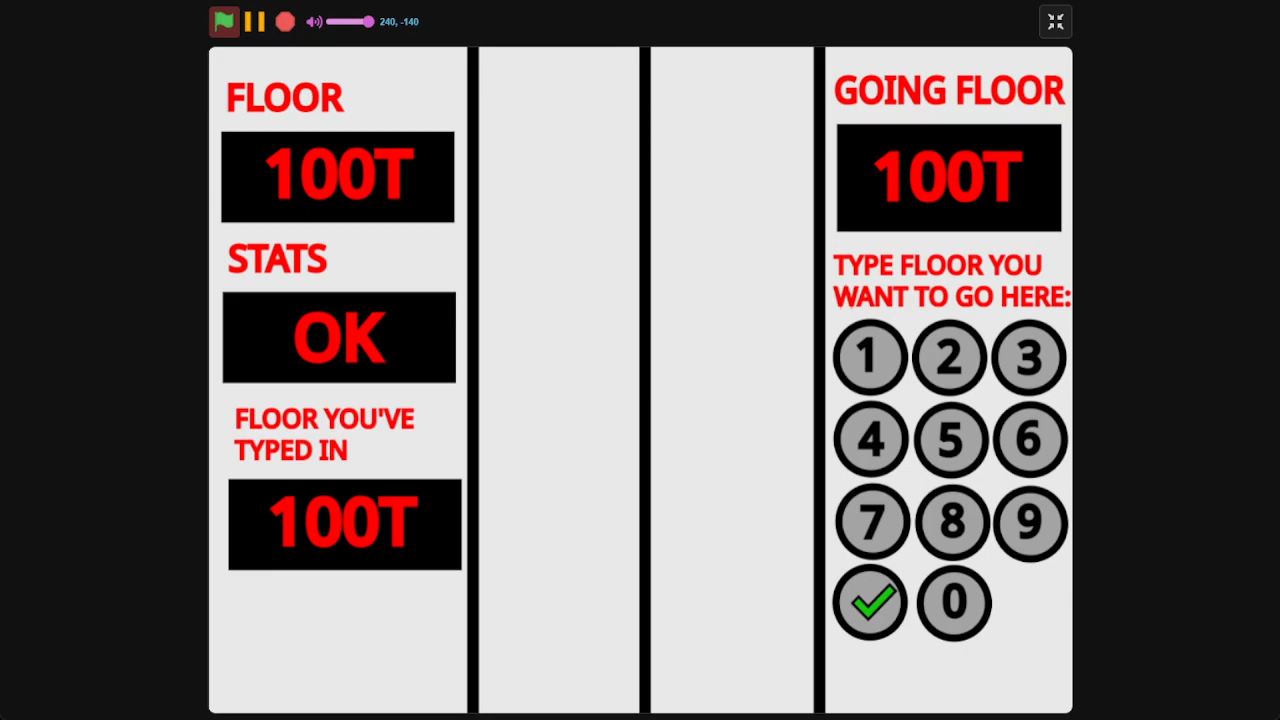 240, -140
FLOOR
100T
STATS
OK
FLOOR YOU'VE
TYPED IN
100T
GOING FLOOR
100T
TYPE FLOOR YOU
WANT TO GO HERE:
1 2 3
4 5 6
7 8 9
0